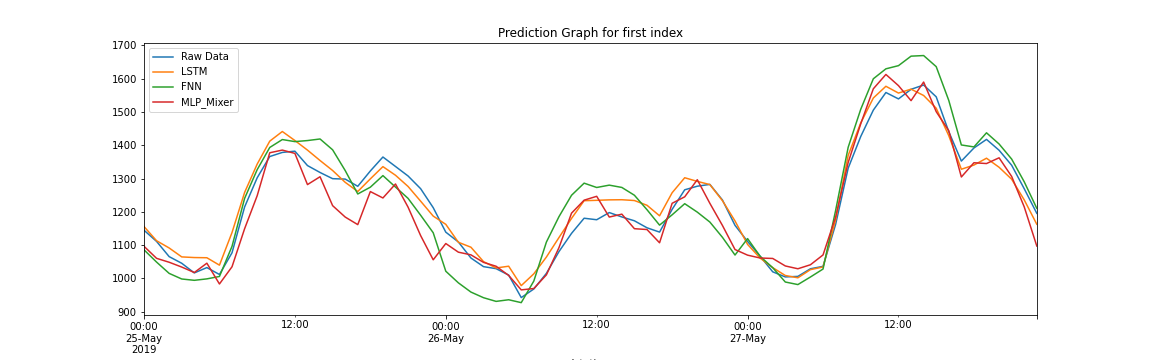 Prediction Graph for first index
Raw Data
LSTM
FNN
MLP_Mixer
1700
1600
1500
1400
1300
1200
1100
1000
900
00:00
25-May
2019
12:00
00:00
26-May
12:00
00:00
27-May
12:00